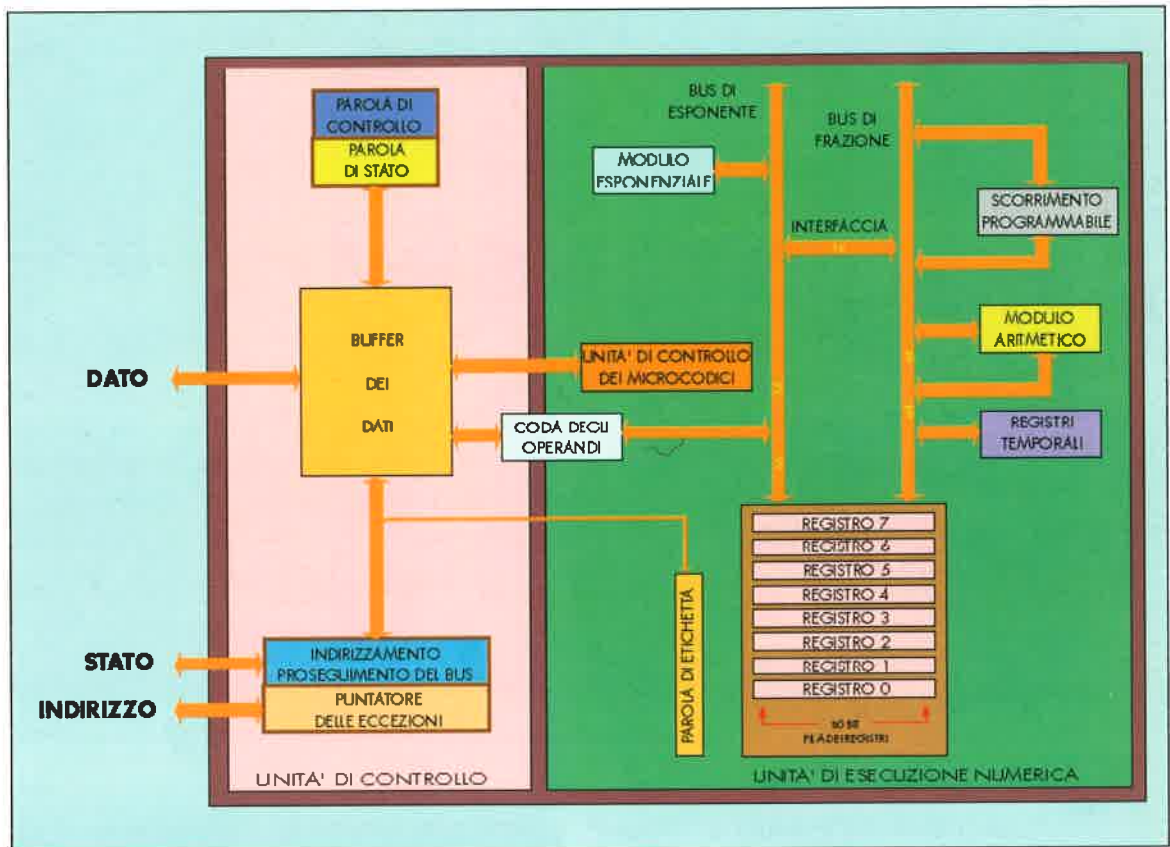 PAROLA DI
CONTROLLO
PAROLA
DI STATO
BUFFER
DEI
DATI
DATO
STATO
INDIRIZZO
INDIRIZZAMENTO
PROSEGUIMENTO DEL BUS
PUNTATORE
DELLE ECCEZIONI
UNITA' DI CONTROLLO
BUS DI
ESPONENTE
BUS DI
FRAZIONE
MODULO
ESPONENZIALE
INTERFACCIA
SCORRIMENTO
PROGRAMMABILE
MODULO
ARITMETICO
UNITA' DI CONTROLLO
DEI MICROCODICI
CODA DEGLI
OPERANDI
REGISTRI
TEMPORALI
PAROLA DI ETICHETTA
REGISTRO 7
REGISTRO 6
REGISTRO 5
REGISTRO 4
REGISTRO 3
REGISTRO 2
REGISTRO 1
REGISTRO 0
PILA DEI REGISTRI
UNITA' DI ESECUZIONE NUMERICA